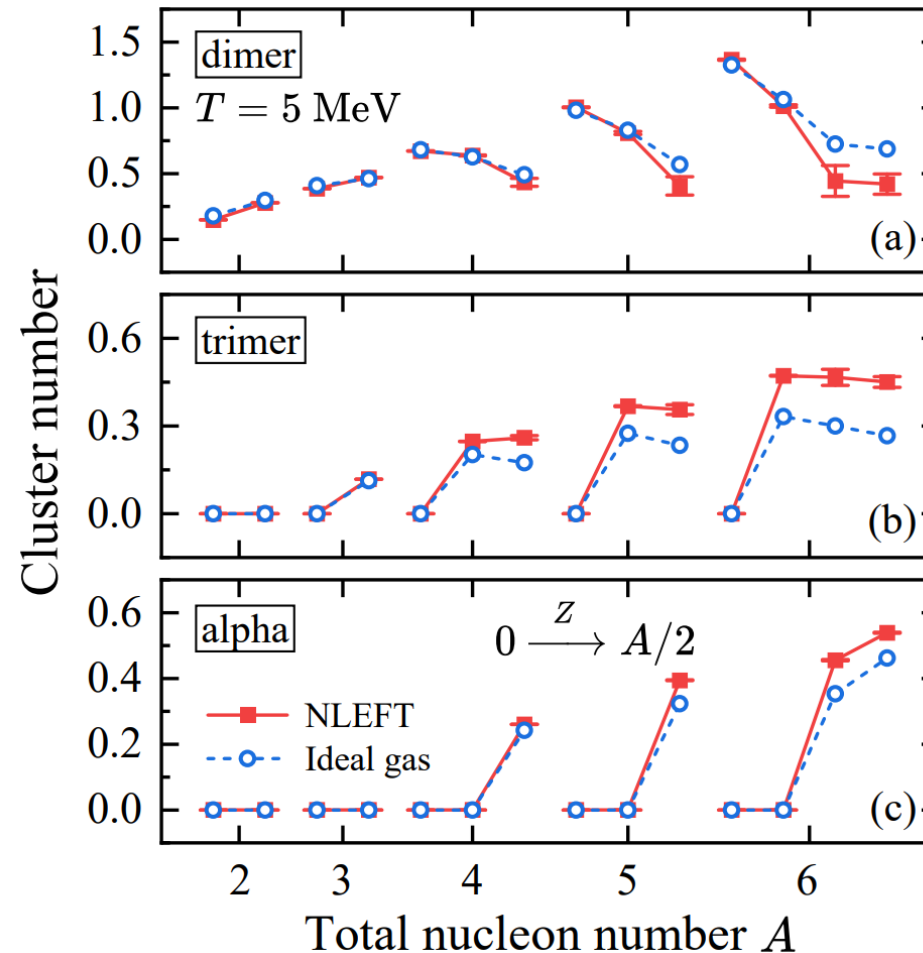 Cluster number
1.5
1.0
0.5
0.0
dimer
T = 5 MeV
(a)
0.6
0.3
0.0
trimer
(b)
0.6
0.4
0.2
0.0
alpha
0 \xrightarrow{Z} A/2
NLEFT
Ideal gas
(c)
2 3 4 5 6
Total nucleon number A